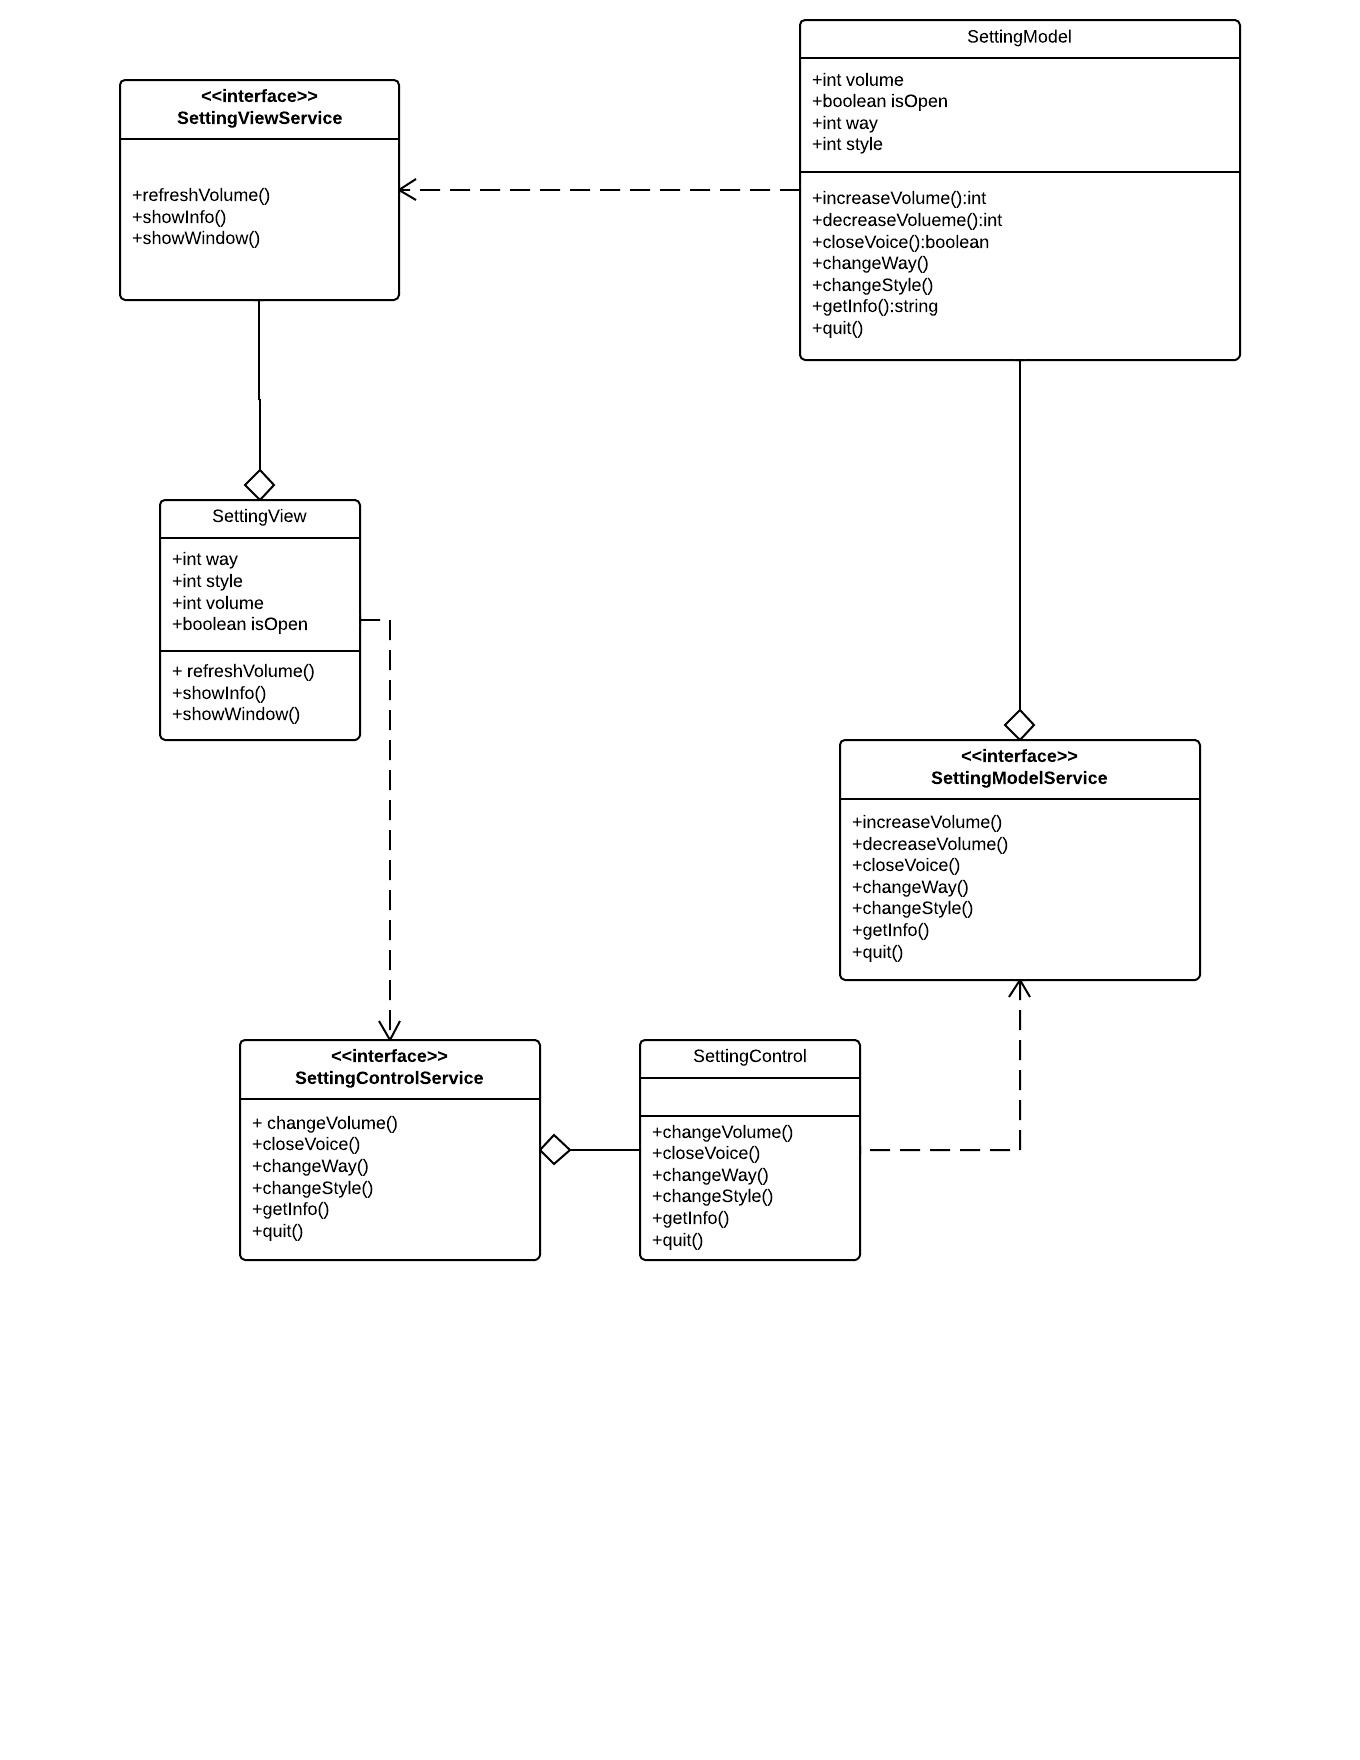 SettingModel
+int volume
+boolean isOpen
+int way
+int style
+increaseVolume():int
+decreaseVolueme():int
+closeVoice():boolean
+changeWay()
+changeStyle()
+getInfo():string
+quit()
<<interface>>
SettingViewService
+refreshVolume()
+showInfo()
+showWindow()
SettingView
+int way
+int style
+int volume
+boolean isOpen
+ refreshVolume()
+showInfo()
+showWindow()
<<interface>>
SettingModelService
+increaseVolume()
+decreaseVolume()
+closeVoice()
+changeWay()
+changeStyle()
+getInfo()
+quit()
<<interface>>
SettingControlService
+ changeVolume()
+closeVoice()
+changeWay()
+changeStyle()
+getInfo()
+quit()
SettingControl
+changeVolume()
+closeVoice()
+changeWay()
+changeStyle()
+getInfo()
+quit()